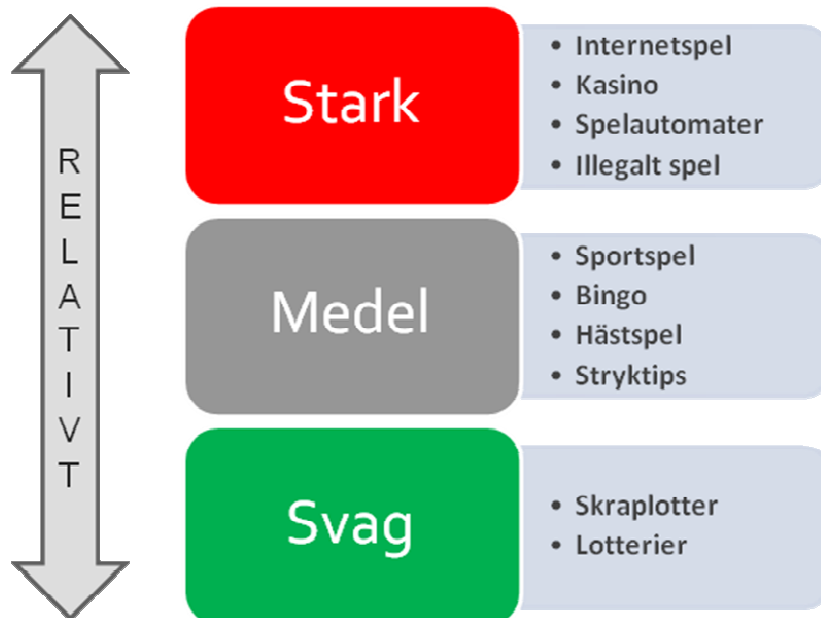 RELATIVT
Stark
• Internetspel
• Kasino
• Spelautomater
• Illegalt spel
Medel
• Sportspel
• Bingo
• Hästspel
• Stryktips
Svag
• Skraplotter
• Lotterier